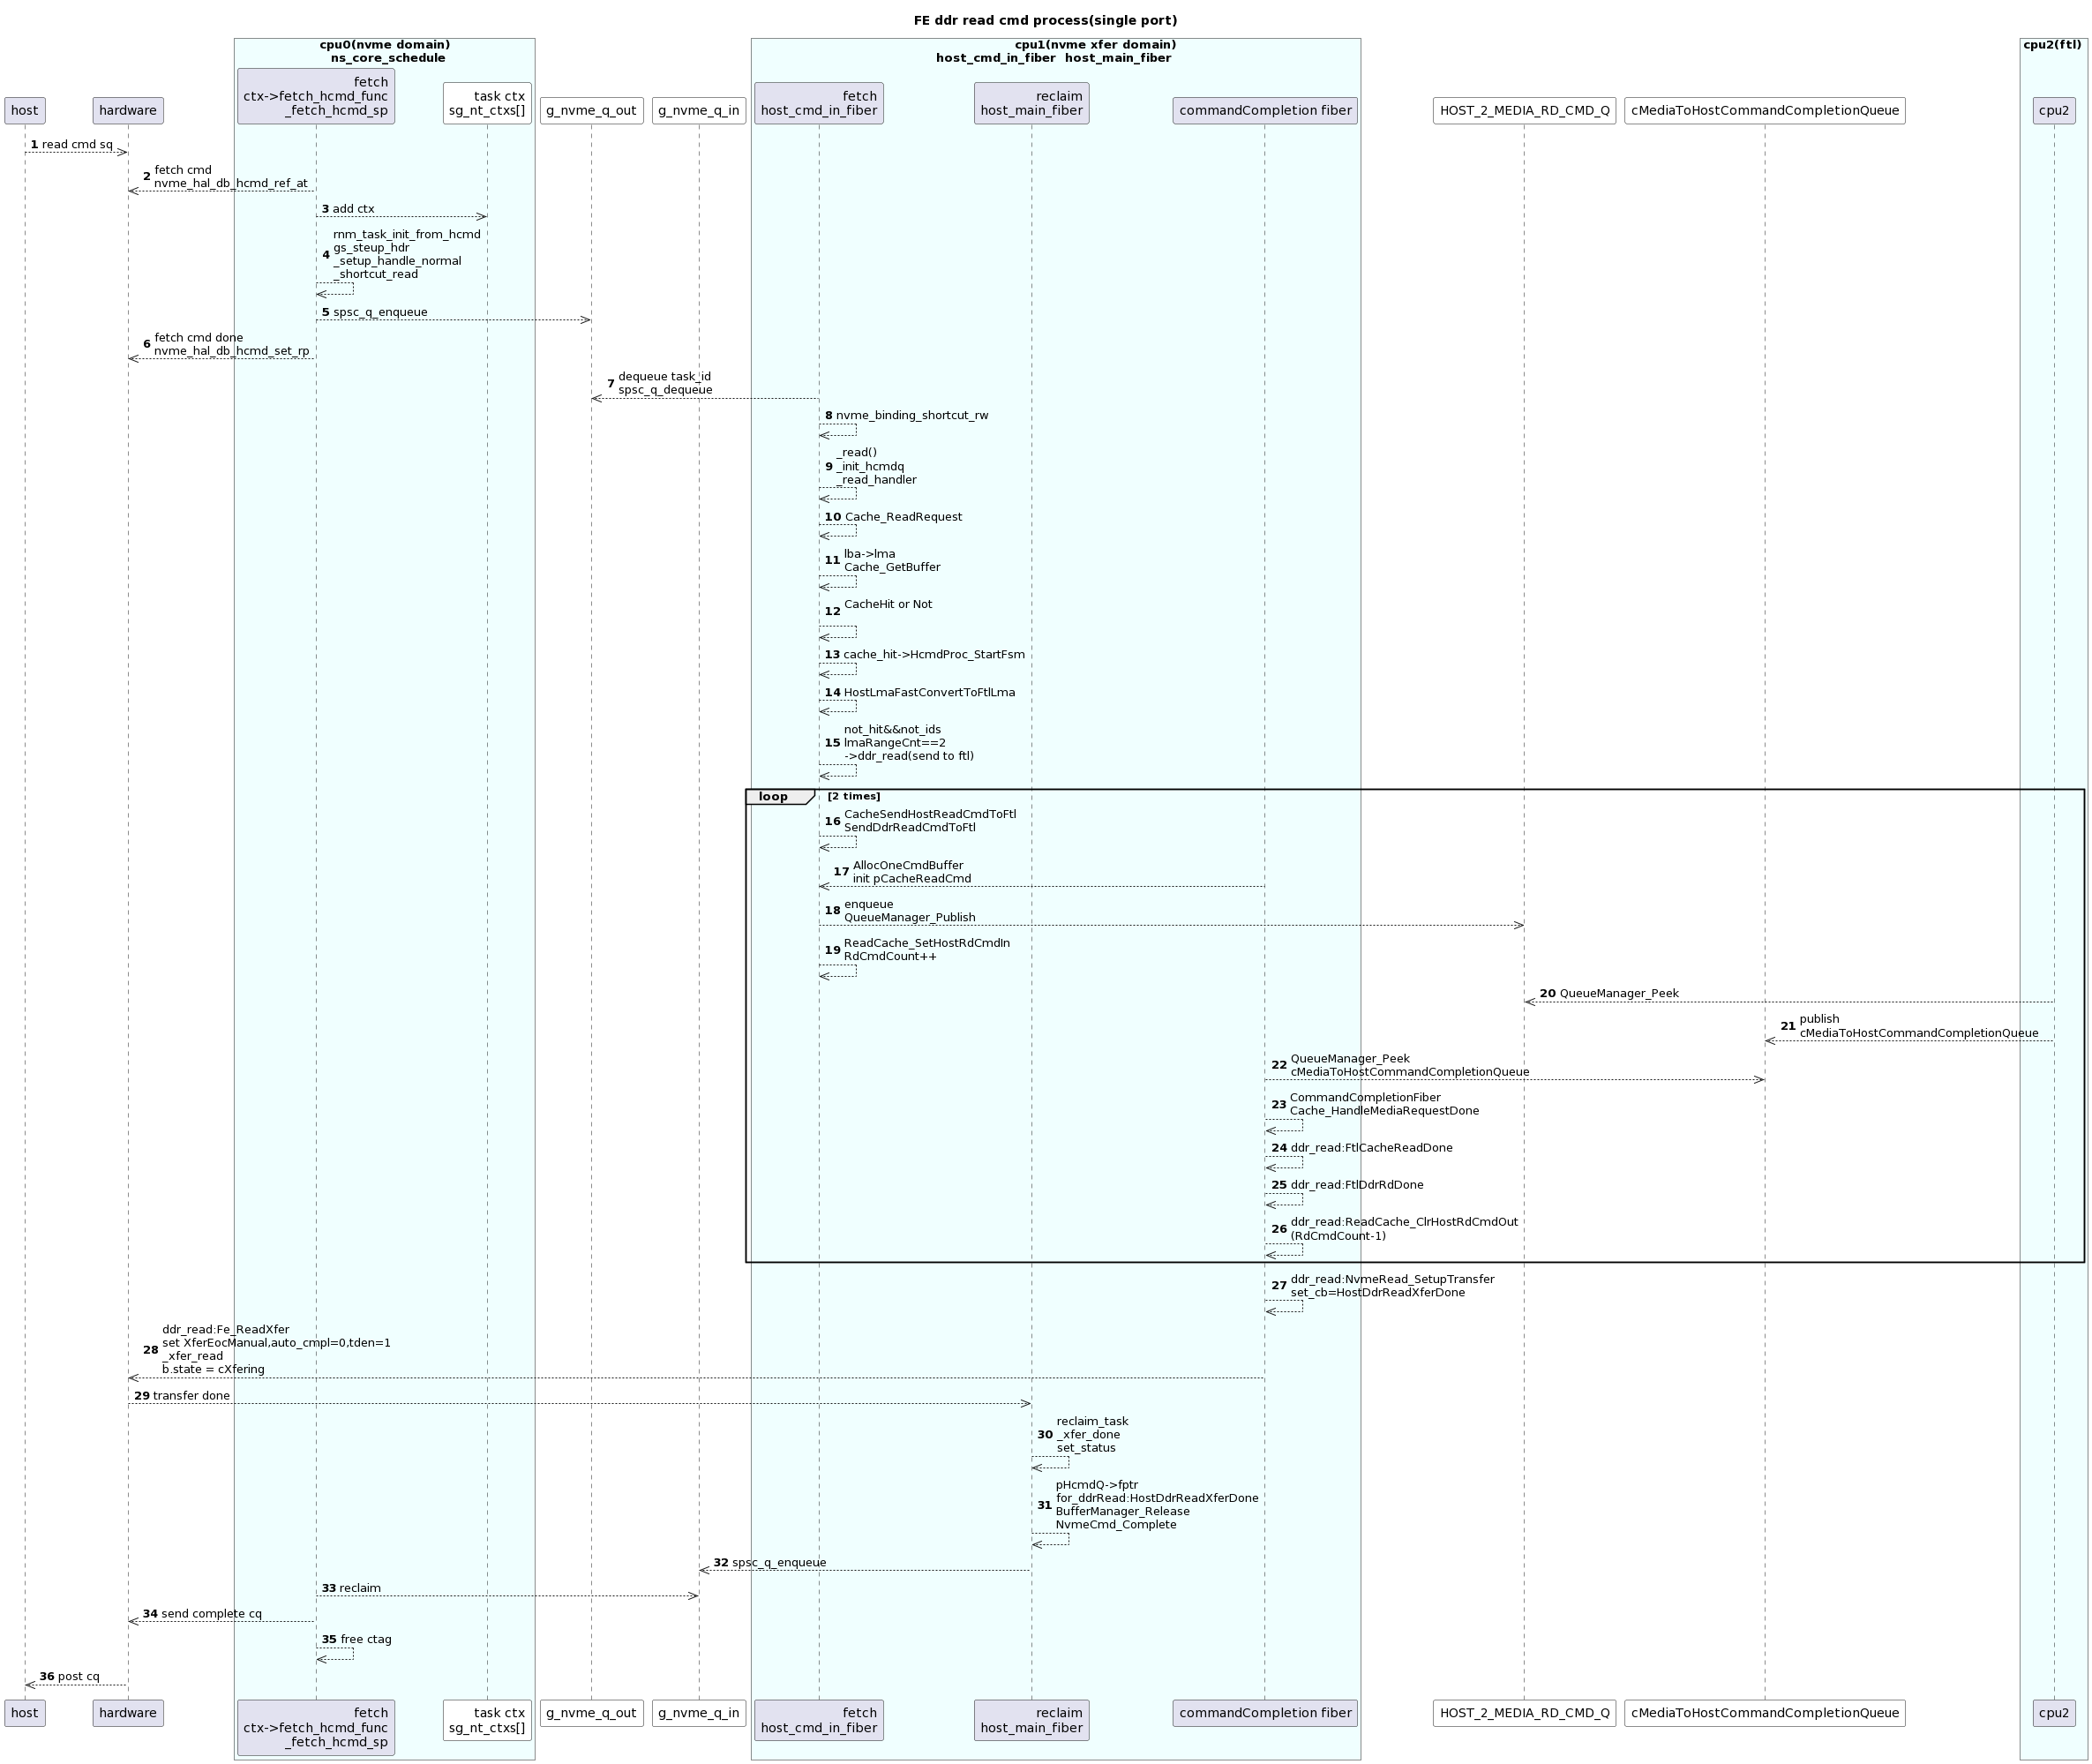 FE ddr read cmd process(single port)
cpu0(nvme domain)
ns_core_schedule
cpu1(nvme xfer domain)
host_cmd_in_fiber  host_main_fiber
cpu2(ftl)
host
hardware
fetch
ctx->fetch_hcmd_func
_fetch_hcmd_sp
task ctx
sg_nt_ctxs[]
g_nvme_q_out
g_nvme_q_in
fetch
host_cmd_in_fiber
reclaim
host_main_fiber
commandCompletion fiber
HOST_2_MEDIA_RD_CMD_Q
cMediaToHostCommandCompletionQueue
cpu2
1 read cmd sq
2 fetch cmd
nvme_hal_db_hcmd_ref_at
3 add ctx
4 rnm_task_init_from_hcmd
gs_steup_hdr
_setup_handle_normal
_shortcut_read
5 spsc_q_enqueue
6 fetch cmd done
nvme_hal_db_hcmd_set_rp
7 dequeue task_id
spsc_q_dequeue
8 nvme_binding_shortcut_rw
9 _read()
_init_hcmdq
_read_handler
10 Cache_ReadRequest
11 lba->lma
Cache_GetBuffer
12 CacheHit or Not
13 cache_hit->HcmdProc_StartFsm
14 HostLmaFastConvertToFtlLma
15 not_hit&&not_ids
lmaRangeCnt==2
->ddr_read(send to ftl)
loop [2 times]
16 CacheSendHostReadCmdToFtl
SendDdrReadCmdToFtl
17 AllocOneCmdBuffer
init pCacheReadCmd
18 enqueue
QueueManager_Publish
19 ReadCache_SetHostRdCmdIn
RdCmdCount++
20 QueueManager_Peek
21 publish
cMediaToHostCommandCompletionQueue
22 QueueManager_Peek
cMediaToHostCommandCompletionQueue
23 CommandCompletionFiber
Cache_HandleMediaRequestDone
24 ddr_read:FtlCacheReadDone
25 ddr_read:FtlDdrRdDone
26 ddr_read:ReadCache_ClrHostRdCmdOut
(RdCmdCount-1)
27 ddr_read:NvmeRead_SetupTransfer
set_cb=HostDdrReadXferDone
28 ddr_read:Fe_ReadXfer
set XferEocManual,auto_cmpl=0,tden=1
_xfer_read
b.state = cXfering
29 transfer done
30 reclaim_task
_xfer_done
set_status
31 pHcmdQ->fptr
for_ddrRead:HostDdrReadXferDone
BufferManager_Release
NvmeCmd_Complete
32 spsc_q_enqueue
33 reclaim
34 send complete cq
35 free ctag
36 post cq
host
hardware
fetch
ctx->fetch_hcmd_func
_fetch_hcmd_sp
task ctx
sg_nt_ctxs[]
g_nvme_q_out
g_nvme_q_in
fetch
host_cmd_in_fiber
reclaim
host_main_fiber
commandCompletion fiber
HOST_2_MEDIA_RD_CMD_Q
cMediaToHostCommandCompletionQueue
cpu2